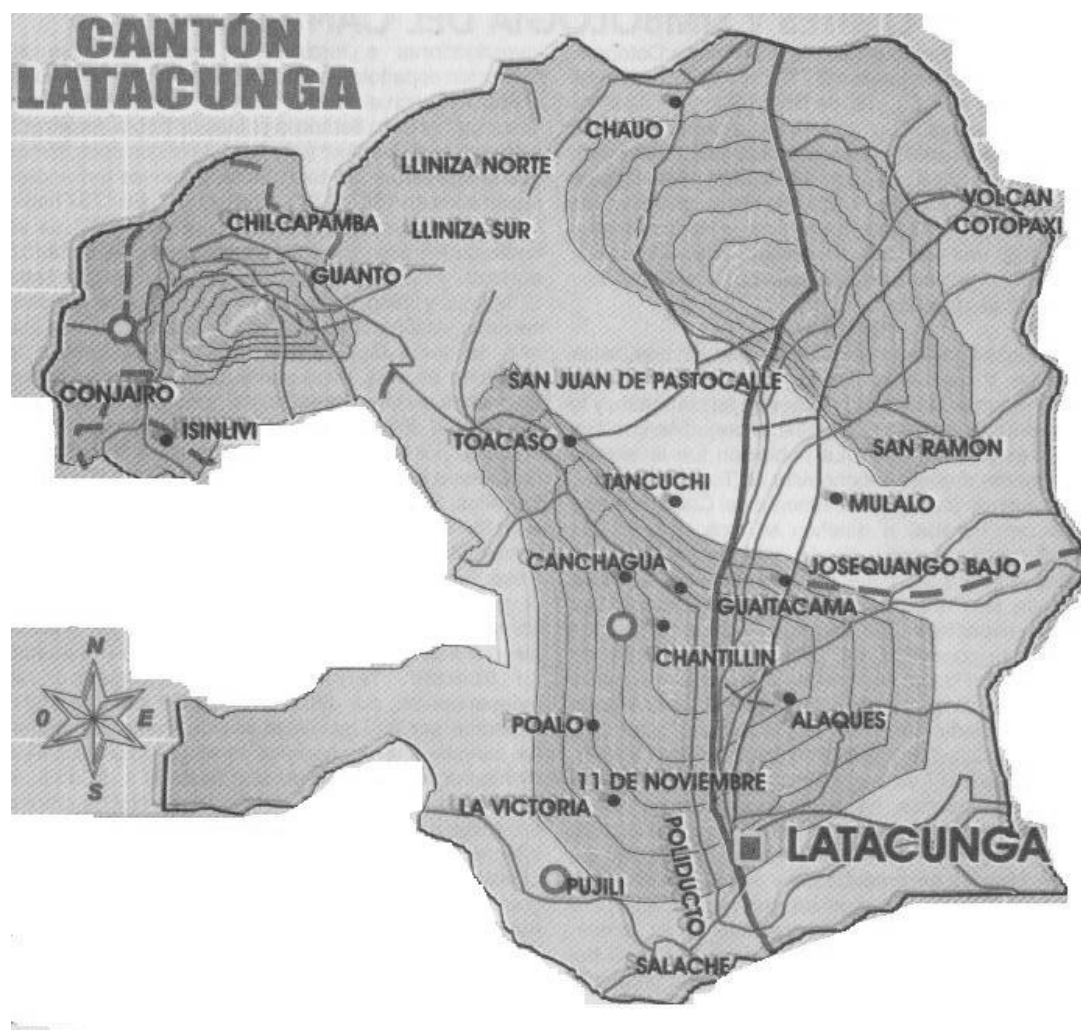 CANTÓN
LATACUNGA
CHAUO
LLINIZA NORTE
VOLCAN
COTOPAXI
CHILCAPAMBA
LLINIZA SUR
GUANTO
SAN JUAN DE PASTOCALLE
CONJAIRO
ISINLIVI
TOACASO
SAN RAMON
TANCUCHI
MULALO
CANCHAGUA
JOSEQUANGO BAJO
GUAITACAMA
CHANTILLIN
N
O
E
S
POALO
ALAQUES
11 DE NOVIEMBRE
LA VICTORIA
POLIDUCTO
LATACUNGA
PUJILI
SALACHE